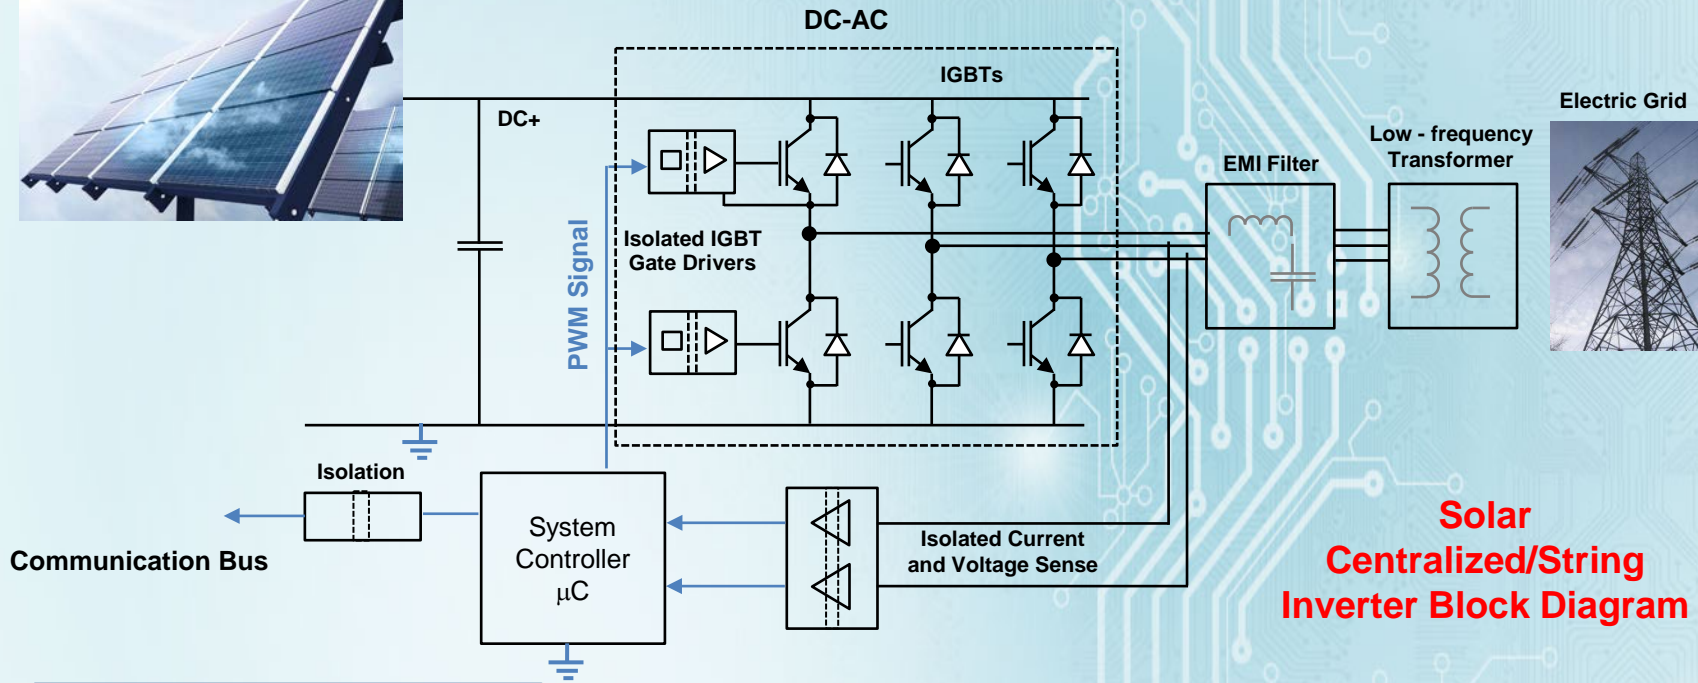 DC-AC
IGBTs
DC+
Electric Grid
Low - frequency
Transformer
EMI Filter
PWM Signal
Isolated IGBT
Gate Drivers
Isolation
Communication Bus
System
Controller
μC
Isolated Current
and Voltage Sense
Solar
Centralized/String
Inverter Block Diagram